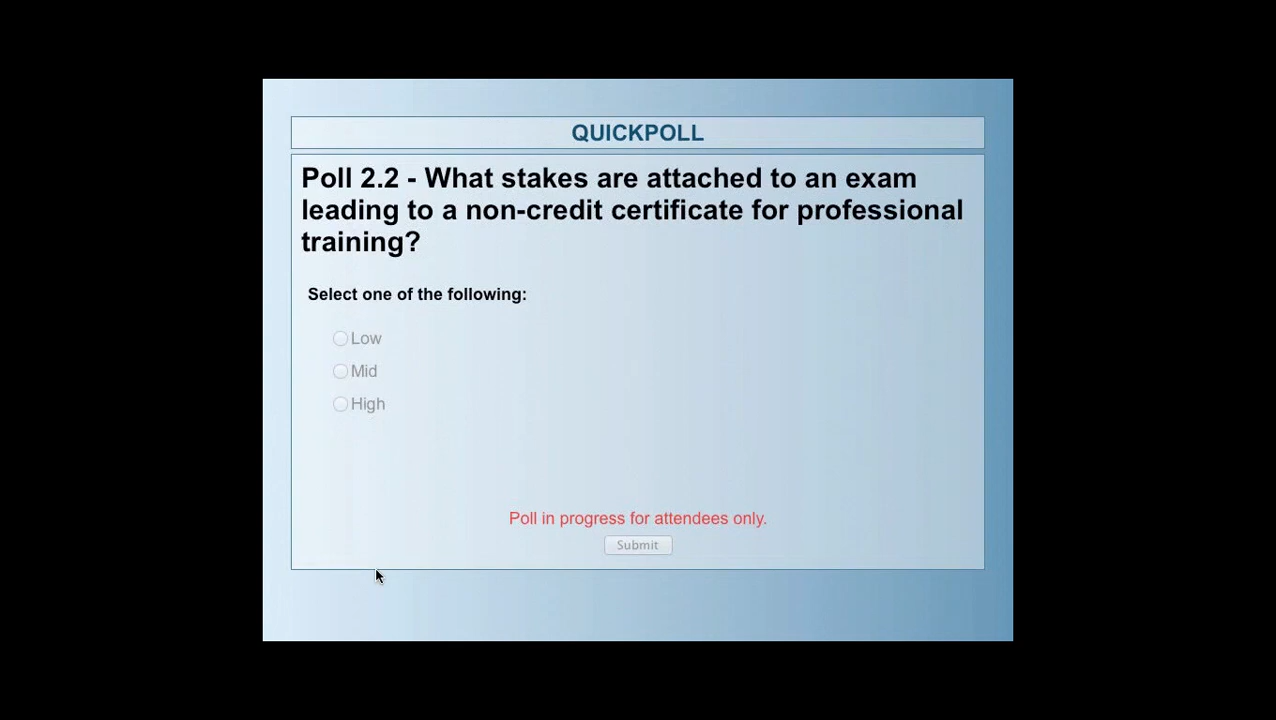 QUICKPOLL
Poll 2.2 - What stakes are attached to an exam
leading to a non-credit certificate for professional
training?
Select one of the following:
Low
Mid
High
Poll in progress for attendees only.
Submit